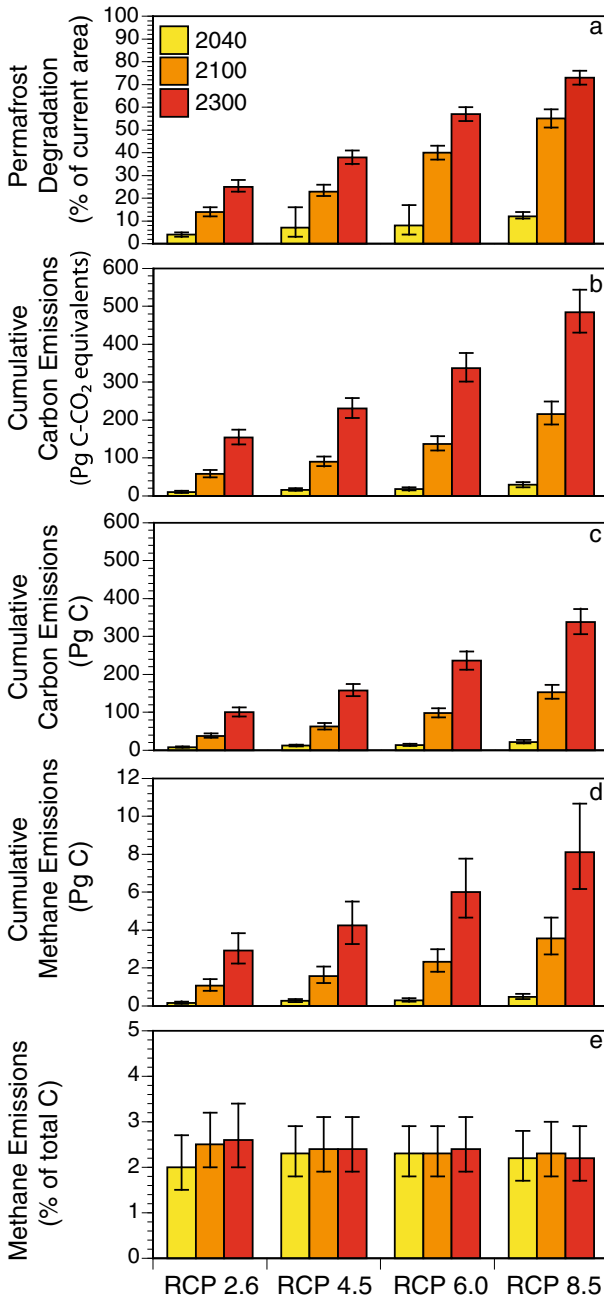 a
2040
2100
2300
Permafrost
Degradation
(% of current area)
100
90
80
70
60
50
40
30
20
10
0
b
Cumulative
Carbon Emissions
(Pg C-CO₂ equivalents)
600
500
400
300
200
100
0
c
Cumulative
Carbon Emissions
(Pg C)
600
500
400
300
200
100
0
d
Cumulative
Methane Emissions
(Pg C)
12
10
8
6
4
2
0
e
Methane Emissions
(% of total C)
5
4
3
2
1
0
RCP 2.6 RCP 4.5 RCP 6.0 RCP 8.5